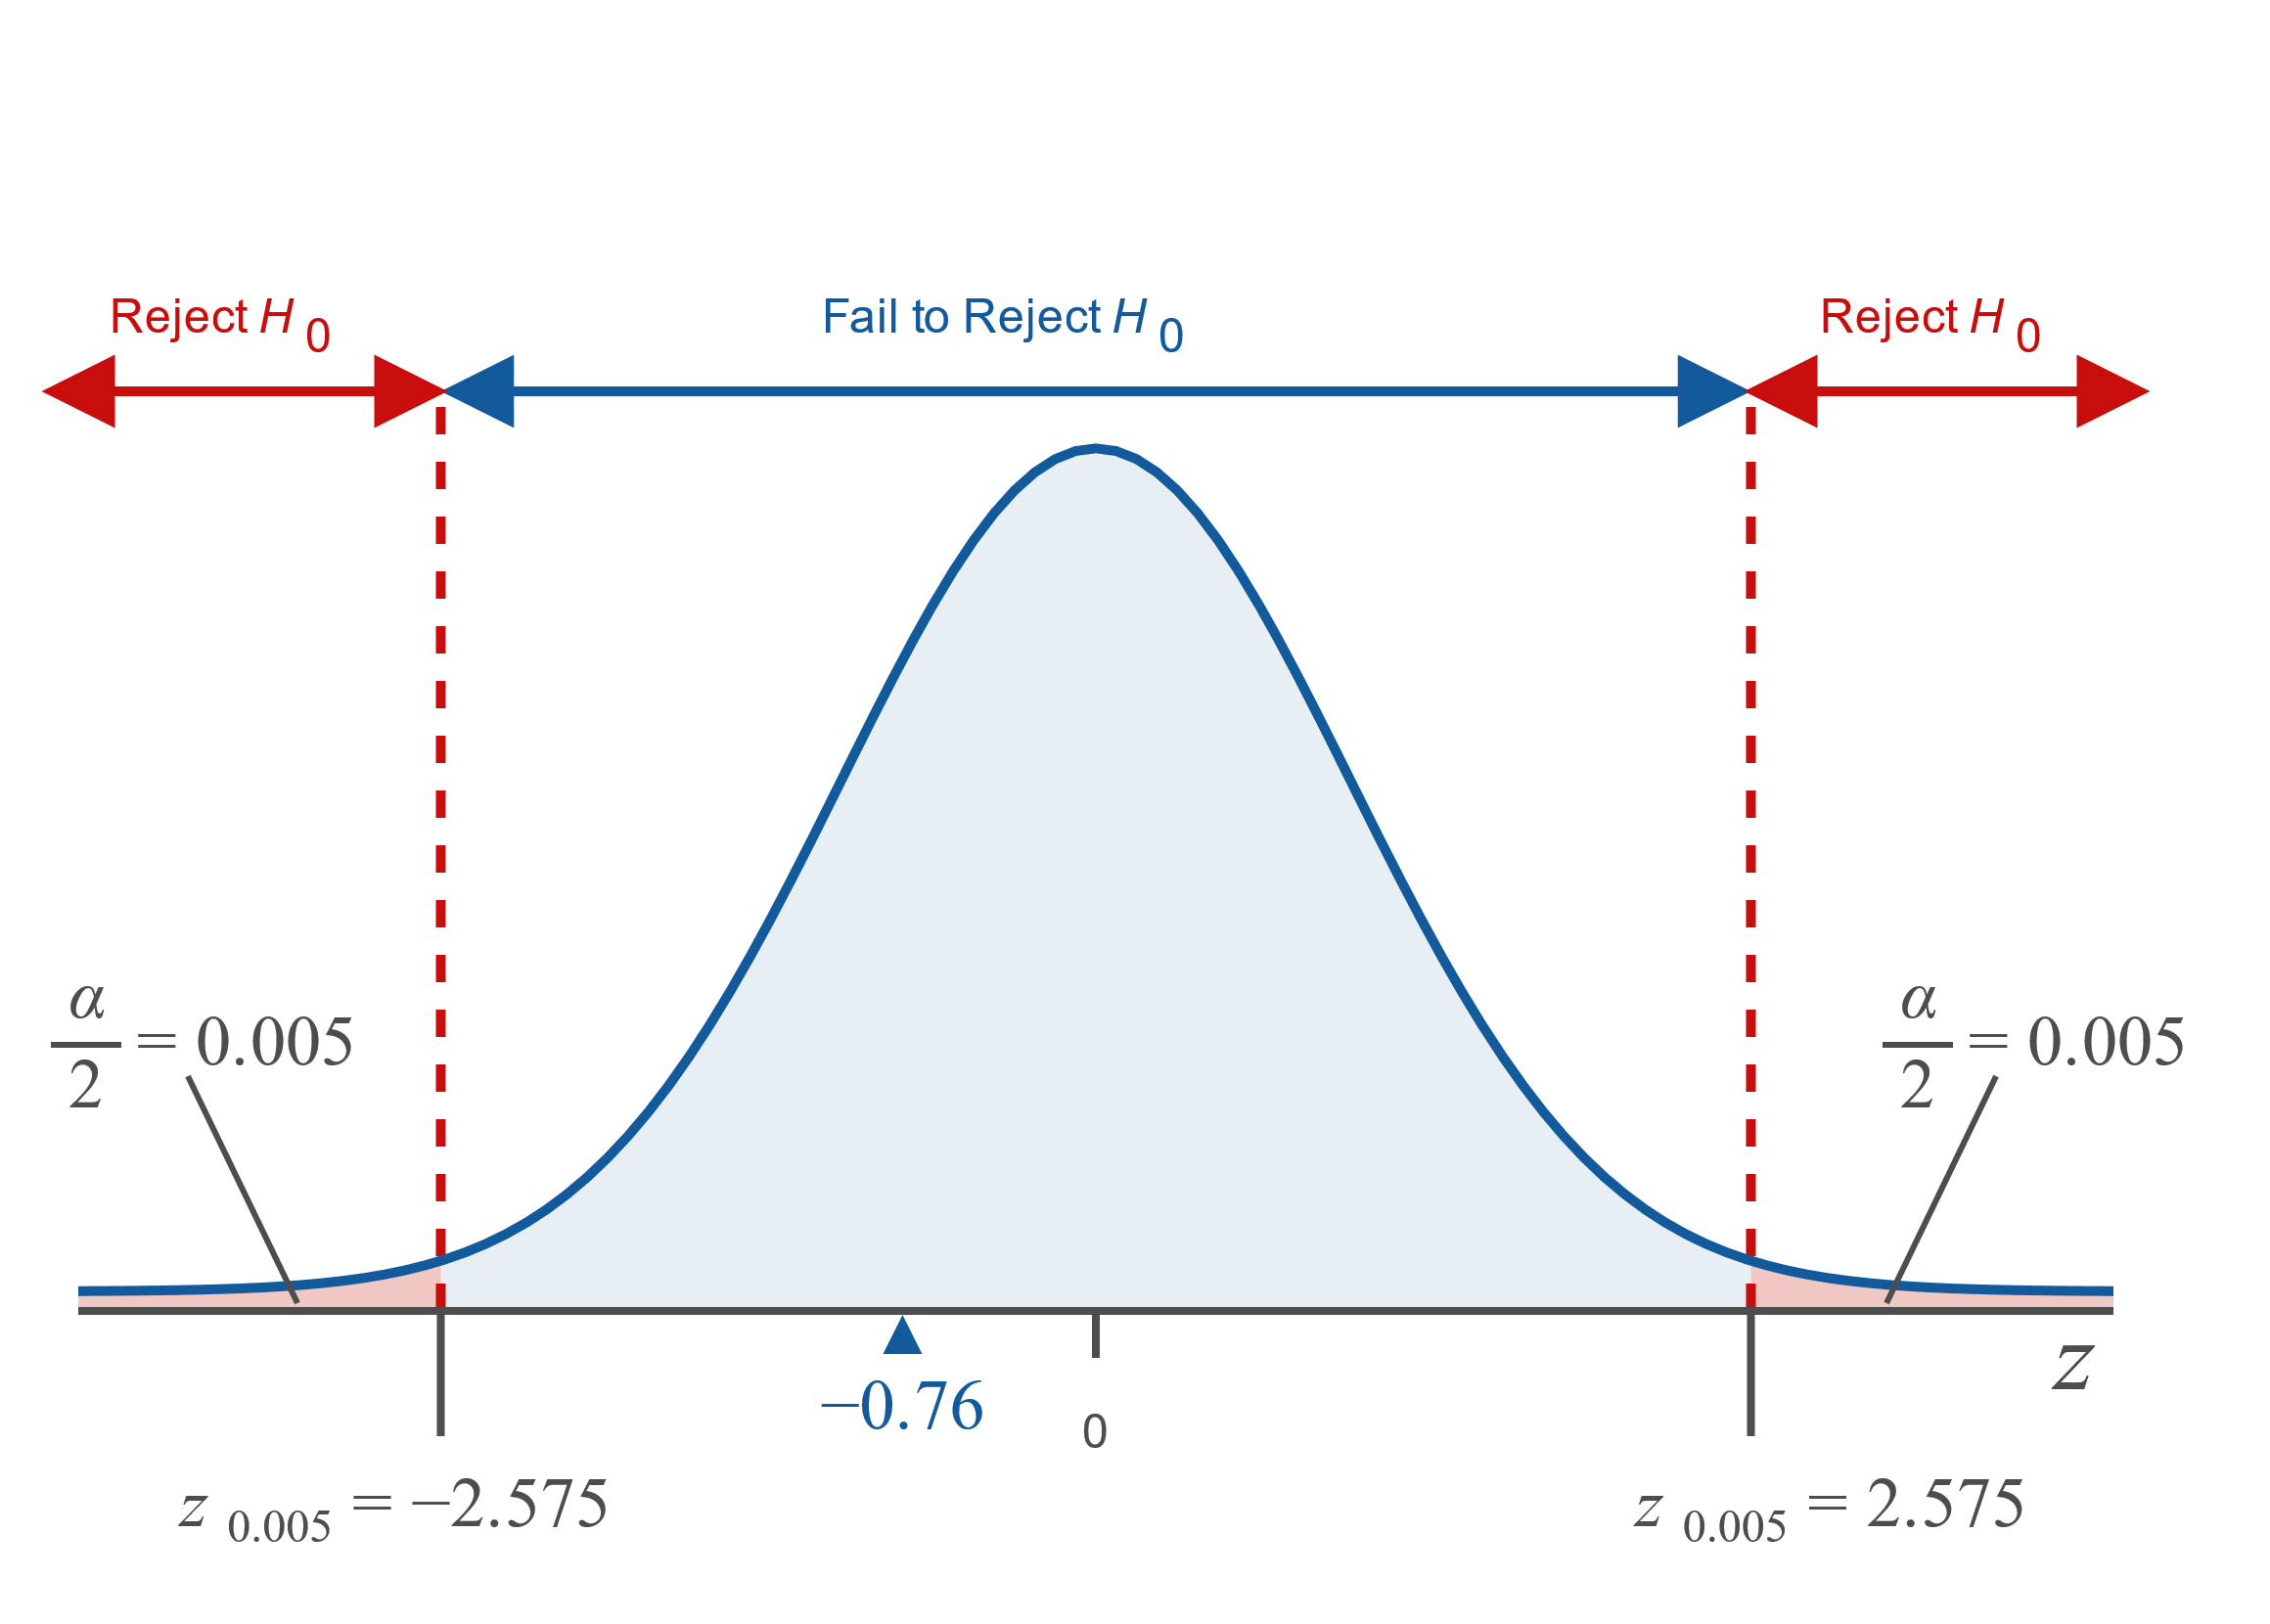 Reject H 0
Fail to Reject H 0
Reject H 0
α/2 = 0.005
α/2 = 0.005
z
–0.76
0
z 0.005 = –2.575
z 0.005 = 2.575